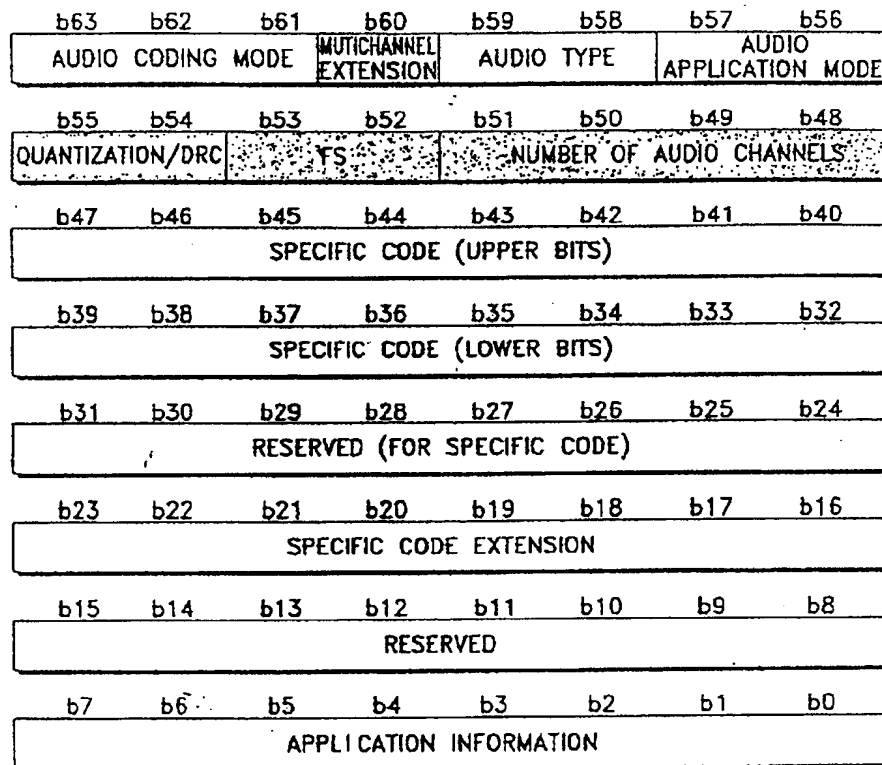 b63 b62 b61 b60 b59 b58 b57 b56
AUDIO CODING MODE MUTICHANNEL EXTENSION AUDIO TYPE AUDIO APPLICATION MODE
b55 b54 b53 b52 b51 b50 b49 b48
QUANTIZATION/DRC FS NUMBER OF AUDIO CHANNELS
b47 b46 b45 b44 b43 b42 b41 b40
SPECIFIC CODE (UPPER BITS)
b39 b38 b37 b36 b35 b34 b33 b32
SPECIFIC CODE (LOWER BITS)
b31 b30 b29 b28 b27 b26 b25 b24
RESERVED (FOR SPECIFIC CODE)
b23 b22 b21 b20 b19 b18 b17 b16
SPECIFIC CODE EXTENSION
b15 b14 b13 b12 b11 b10 b9 b8
RESERVED
b7 b6 b5 b4 b3 b2 b1 b0
APPLICATION INFORMATION